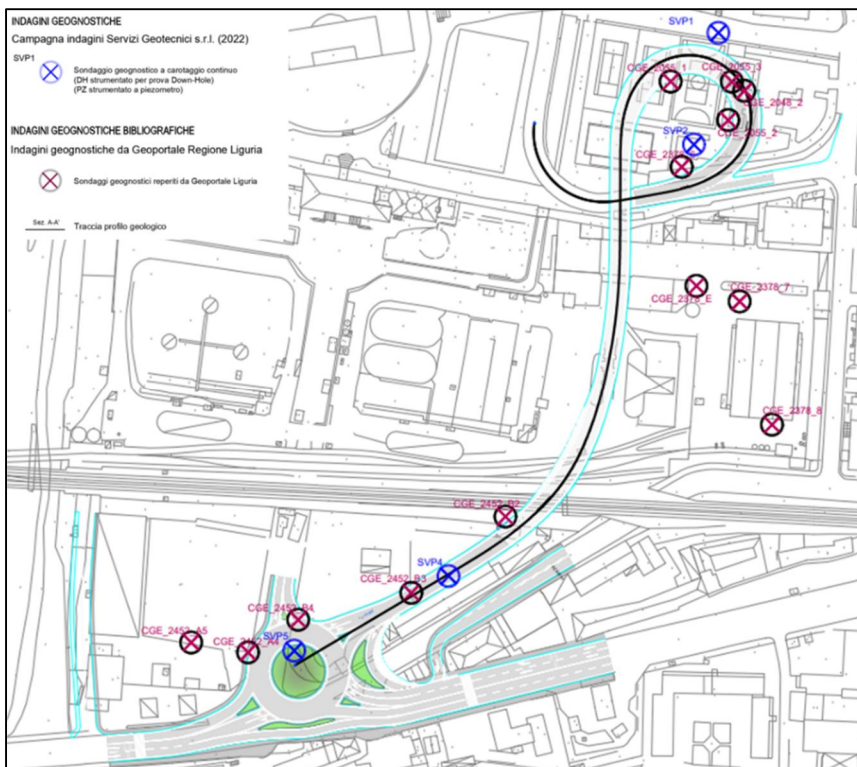 INDAGINI GEOGNOSTICHE
Campagna indagini Servizi Geotecnici s.r.l. (2022)
SVP1
Sondaggio geognostico a carotaggio continuo
(DH strumentato per prova Down-Hole)
(PZ strumentato a piezometro)
INDAGINI GEOGNOSTICHE BIBLIOGRAFICHE
Indagini geognostiche da Geoportale Regione Liguria
Sondaggi geognostici reperiti da Geoportale Liguria
Sez. A-A'
Traccia profilo geologico
SVP1
CGE_2055_1
CGE_2055_3
CGE_2048_2
CGE_2055_2
SVP2
CGE_2378_E
CGE_2378_7
CGE_2378_8
CGE_2452_B2
SVP4
CGE_2452_B3
CGE_2452_B4
CGE_2452_A5
CGE_2452_A4
SVP5